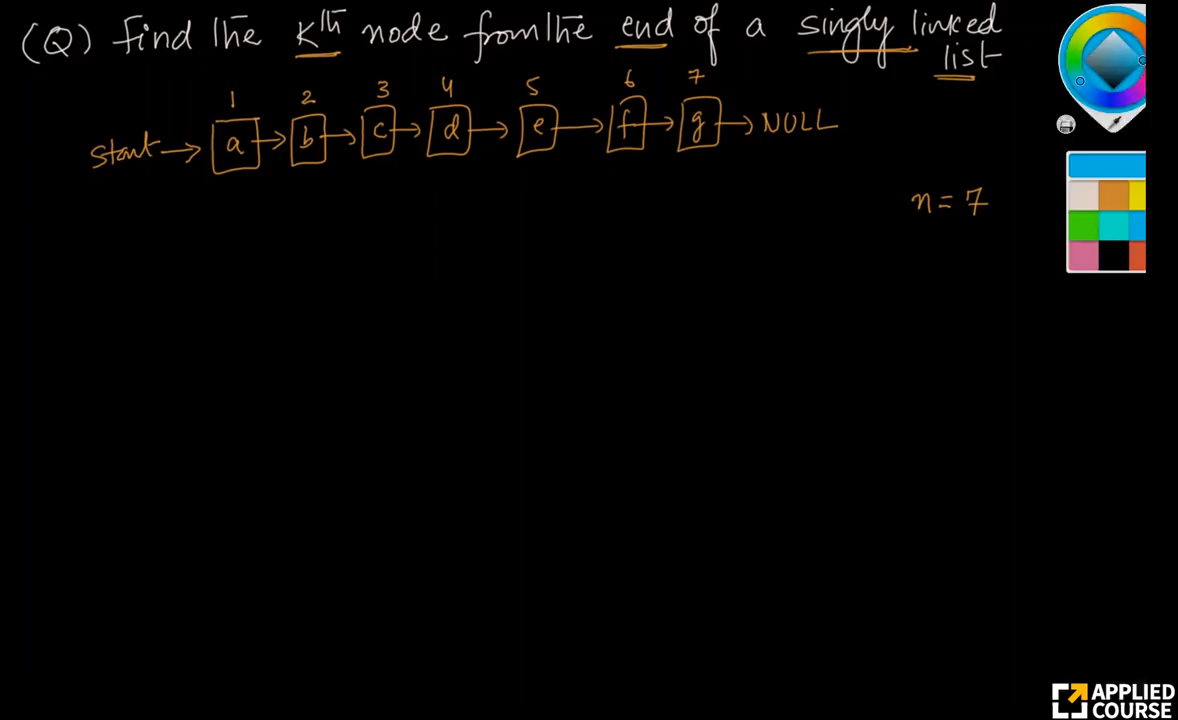 (Q) Find the Kth node from the end of a singly linked
list
1 2 3 4 5 6 7
Start → a → b → c → d → e → f → g → NULL
n = 7
APPLIED
COURSE